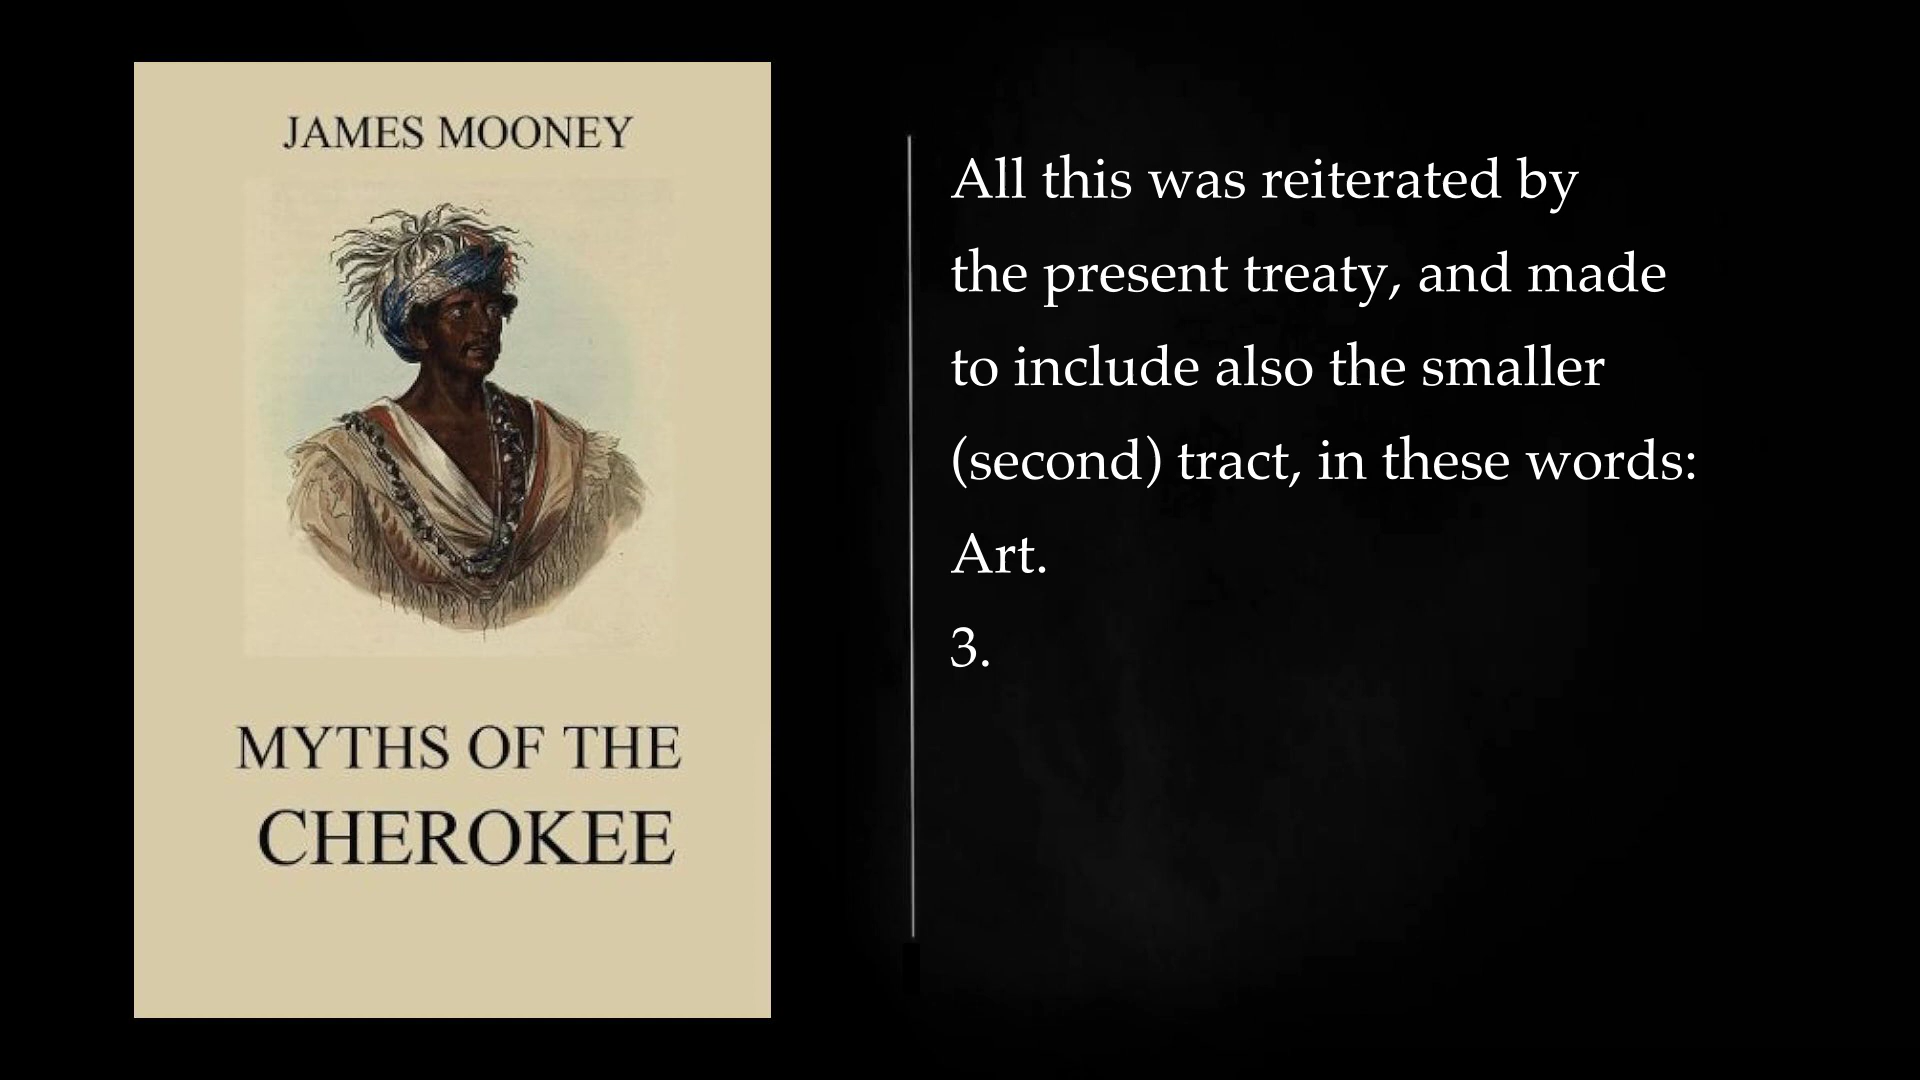 JAMES MOONEY
MYTHS OF THE
CHEROKEE
All this was reiterated by
the present treaty, and made
to include also the smaller
(second) tract, in these words:
Art.
3.